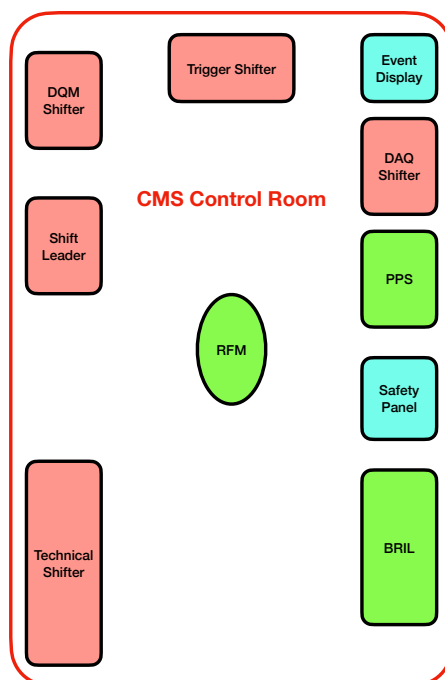 Trigger Shifter
Event
Display
DQM
Shifter
DAQ
Shifter
CMS Control Room
Shift
Leader
PPS
RFM
Safety
Panel
Technical
Shifter
BRIL